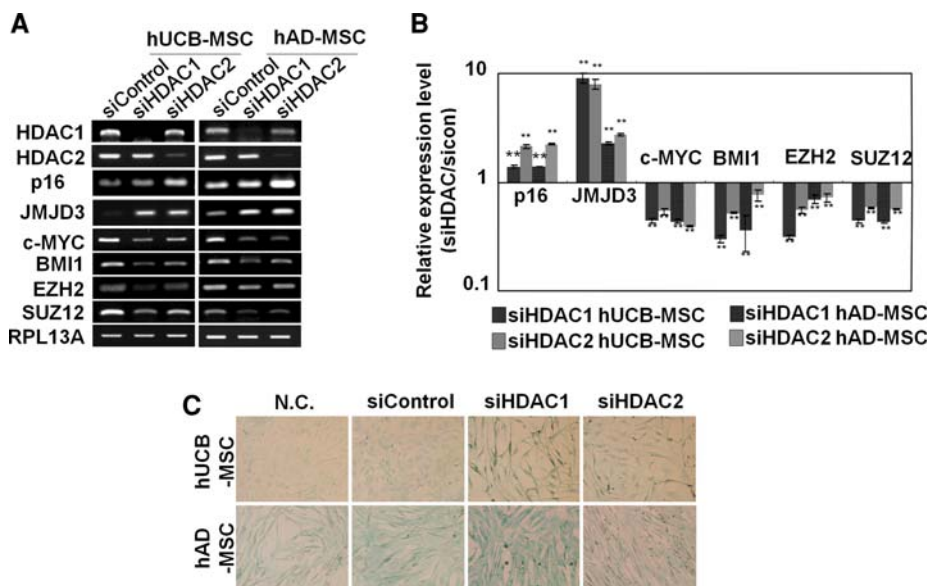 A
hUCB-MSC hAD-MSC
siControl siHDAC1 siHDAC2 siControl siHDAC1 siHDAC2
HDAC1
HDAC2
p16
JMJD3
c-MYC
BMI1
EZH2
SUZ12
RPL13A
B
Relative expression level
(siHDAC/sicon)
10
1
0.1
** ** ** **
p16
** ** ** **
JMJD3
c-MYC
** ** ** **
BMI1
** ** ** **
EZH2
** ** ** **
SUZ12
** ** ** **
siHDAC1 hUCB-MSC siHDAC1 hAD-MSC
siHDAC2 hUCB-MSC siHDAC2 hAD-MSC
C
N.C. siControl siHDAC1 siHDAC2
hUCB
-MSC
hAD
-MSC